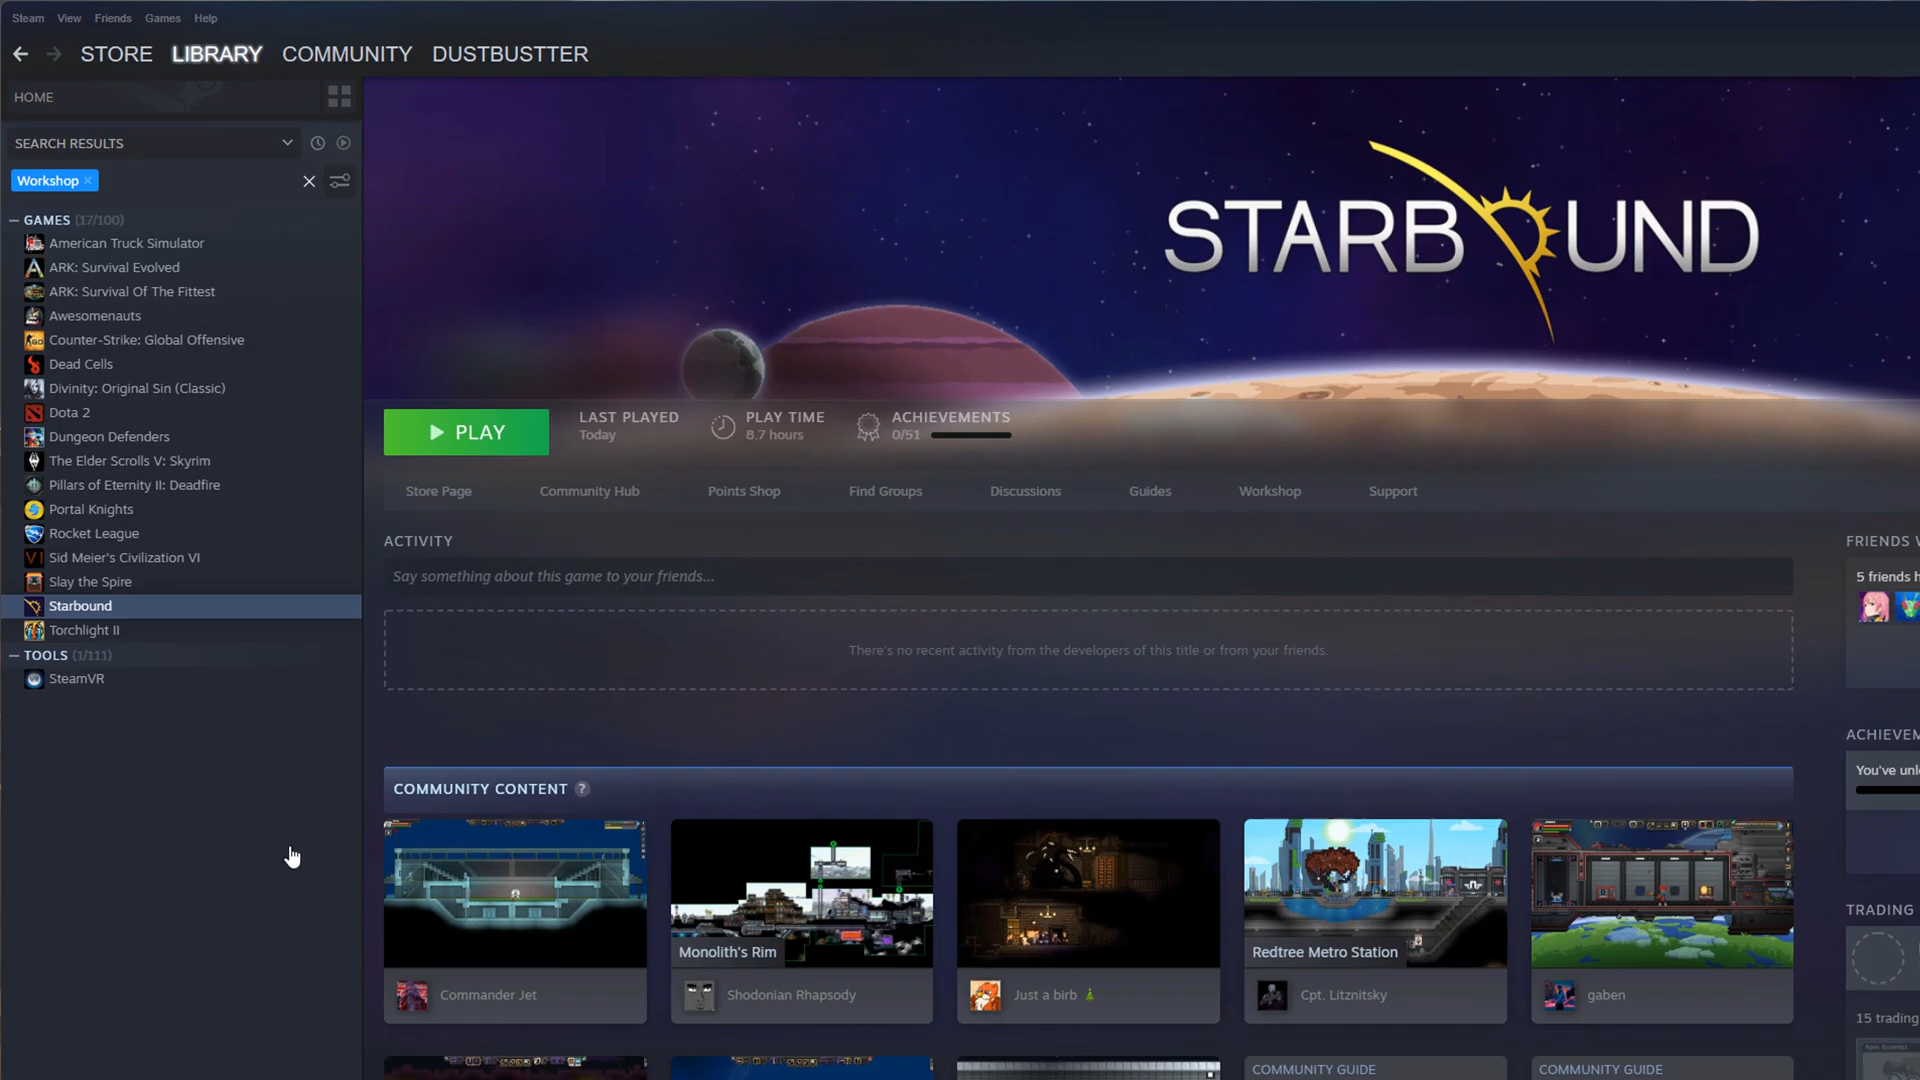 Steam View Friends Games Help
STORE LIBRARY COMMUNITY DUSTBUSTTER
HOME
SEARCH RESULTS
Workshop
GAMES (17/100)
American Truck Simulator
ARK: Survival Evolved
ARK: Survival Of The Fittest
Awesomenauts
Counter-Strike: Global Offensive
Dead Cells
Divinity: Original Sin (Classic)
Dota 2
Dungeon Defenders
The Elder Scrolls V: Skyrim
Pillars of Eternity II: Deadfire
Portal Knights
Rocket League
Sid Meier's Civilization VI
Slay the Spire
Starbound
Torchlight II
TOOLS (1/111)
SteamVR
STARBOUND
PLAY
LAST PLAYED
Today
PLAY TIME
8.7 hours
ACHIEVEMENTS
0/51
Store Page Community Hub Points Shop Find Groups Discussions Guides Workshop Support
ACTIVITY
Say something about this game to your friends...
There's no recent activity from the developers of this title or from your friends.
COMMUNITY CONTENT ?
Monolith's Rim
Redtree Metro Station
Commander Jet
Shodonian Rhapsody
Just a birb
Cpt. Litznitsky
gaben
COMMUNITY GUIDE
COMMUNITY GUIDE
FRIENDS
5 friends
ACHIEVEM
You've unl
TRADING
15 trading